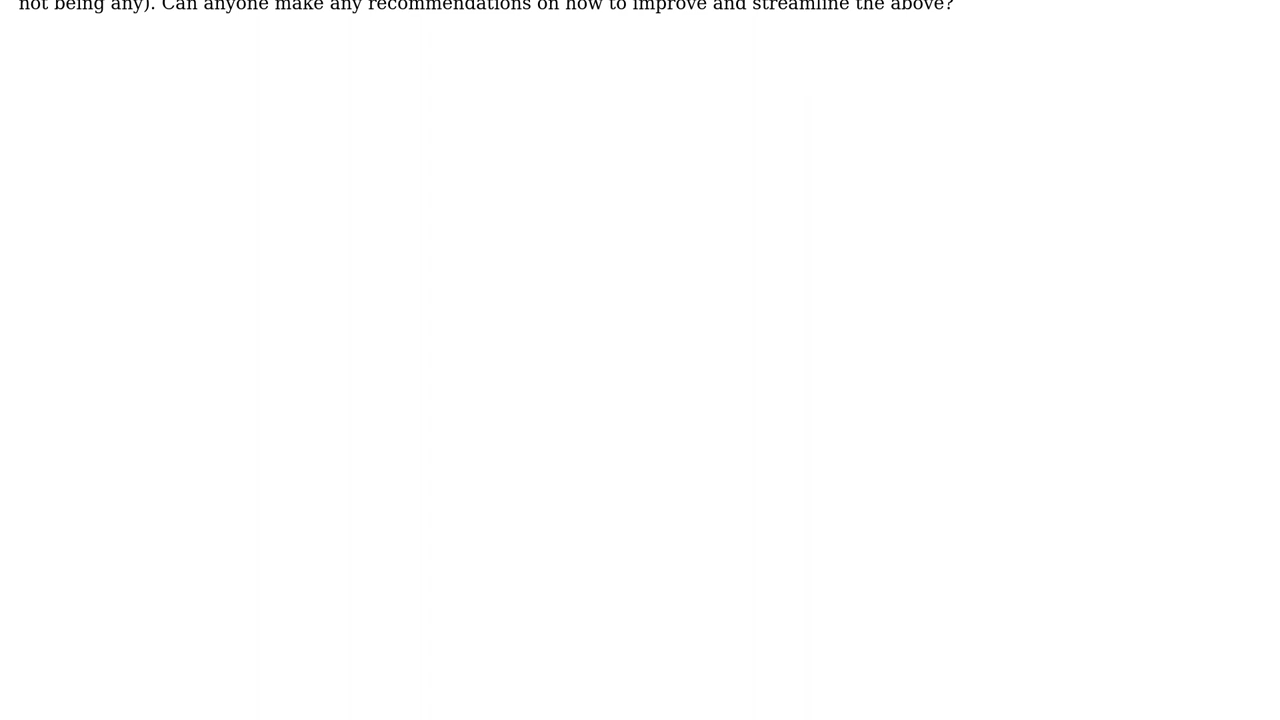 not being any). Can anyone make any recommendations on how to improve and streamline the above?